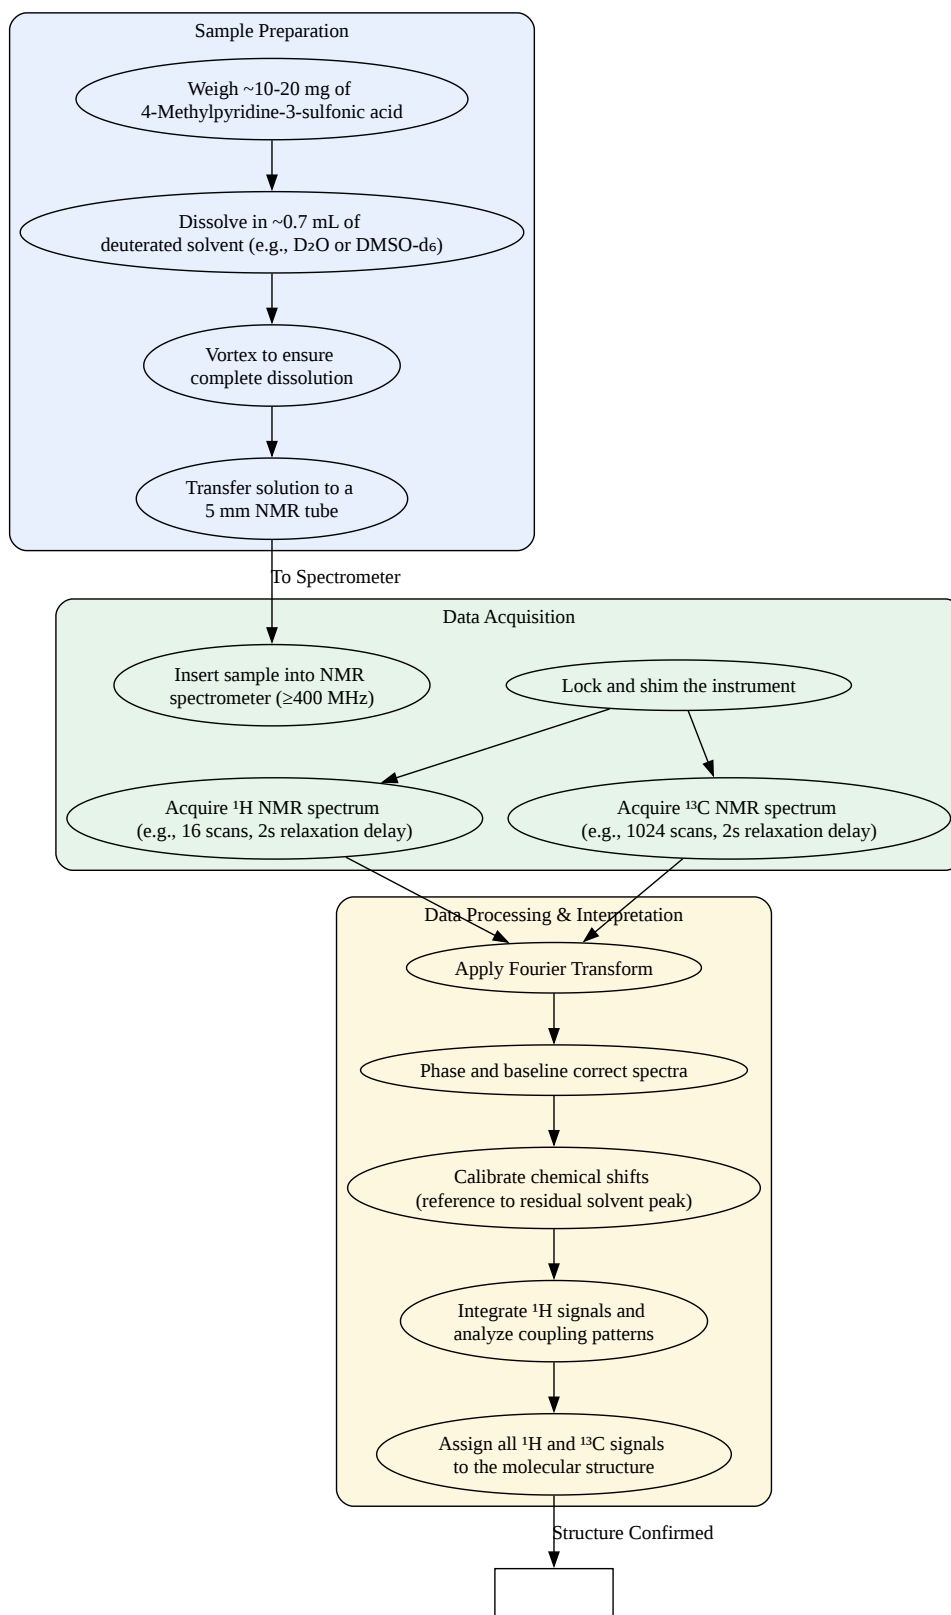 Sample Preparation
Weigh ~10-20 mg of
4-Methylpyridine-3-sulfonic acid
Dissolve in ~0.7 mL of
deuterated solvent (e.g., D₂O or DMSO-d₆)
Vortex to ensure
complete dissolution
Transfer solution to a
5 mm NMR tube
To Spectrometer
Data Acquisition
Insert sample into NMR
spectrometer (≥400 MHz)
Lock and shim the instrument
Acquire ¹H NMR spectrum
(e.g., 16 scans, 2s relaxation delay)
Acquire ¹³C NMR spectrum
(e.g., 1024 scans, 2s relaxation delay)
Data Processing & Interpretation
Apply Fourier Transform
Phase and baseline correct spectra
Calibrate chemical shifts
(reference to residual solvent peak)
Integrate ¹H signals and
analyze coupling patterns
Assign all ¹H and ¹³C signals
to the molecular structure
Structure Confirmed